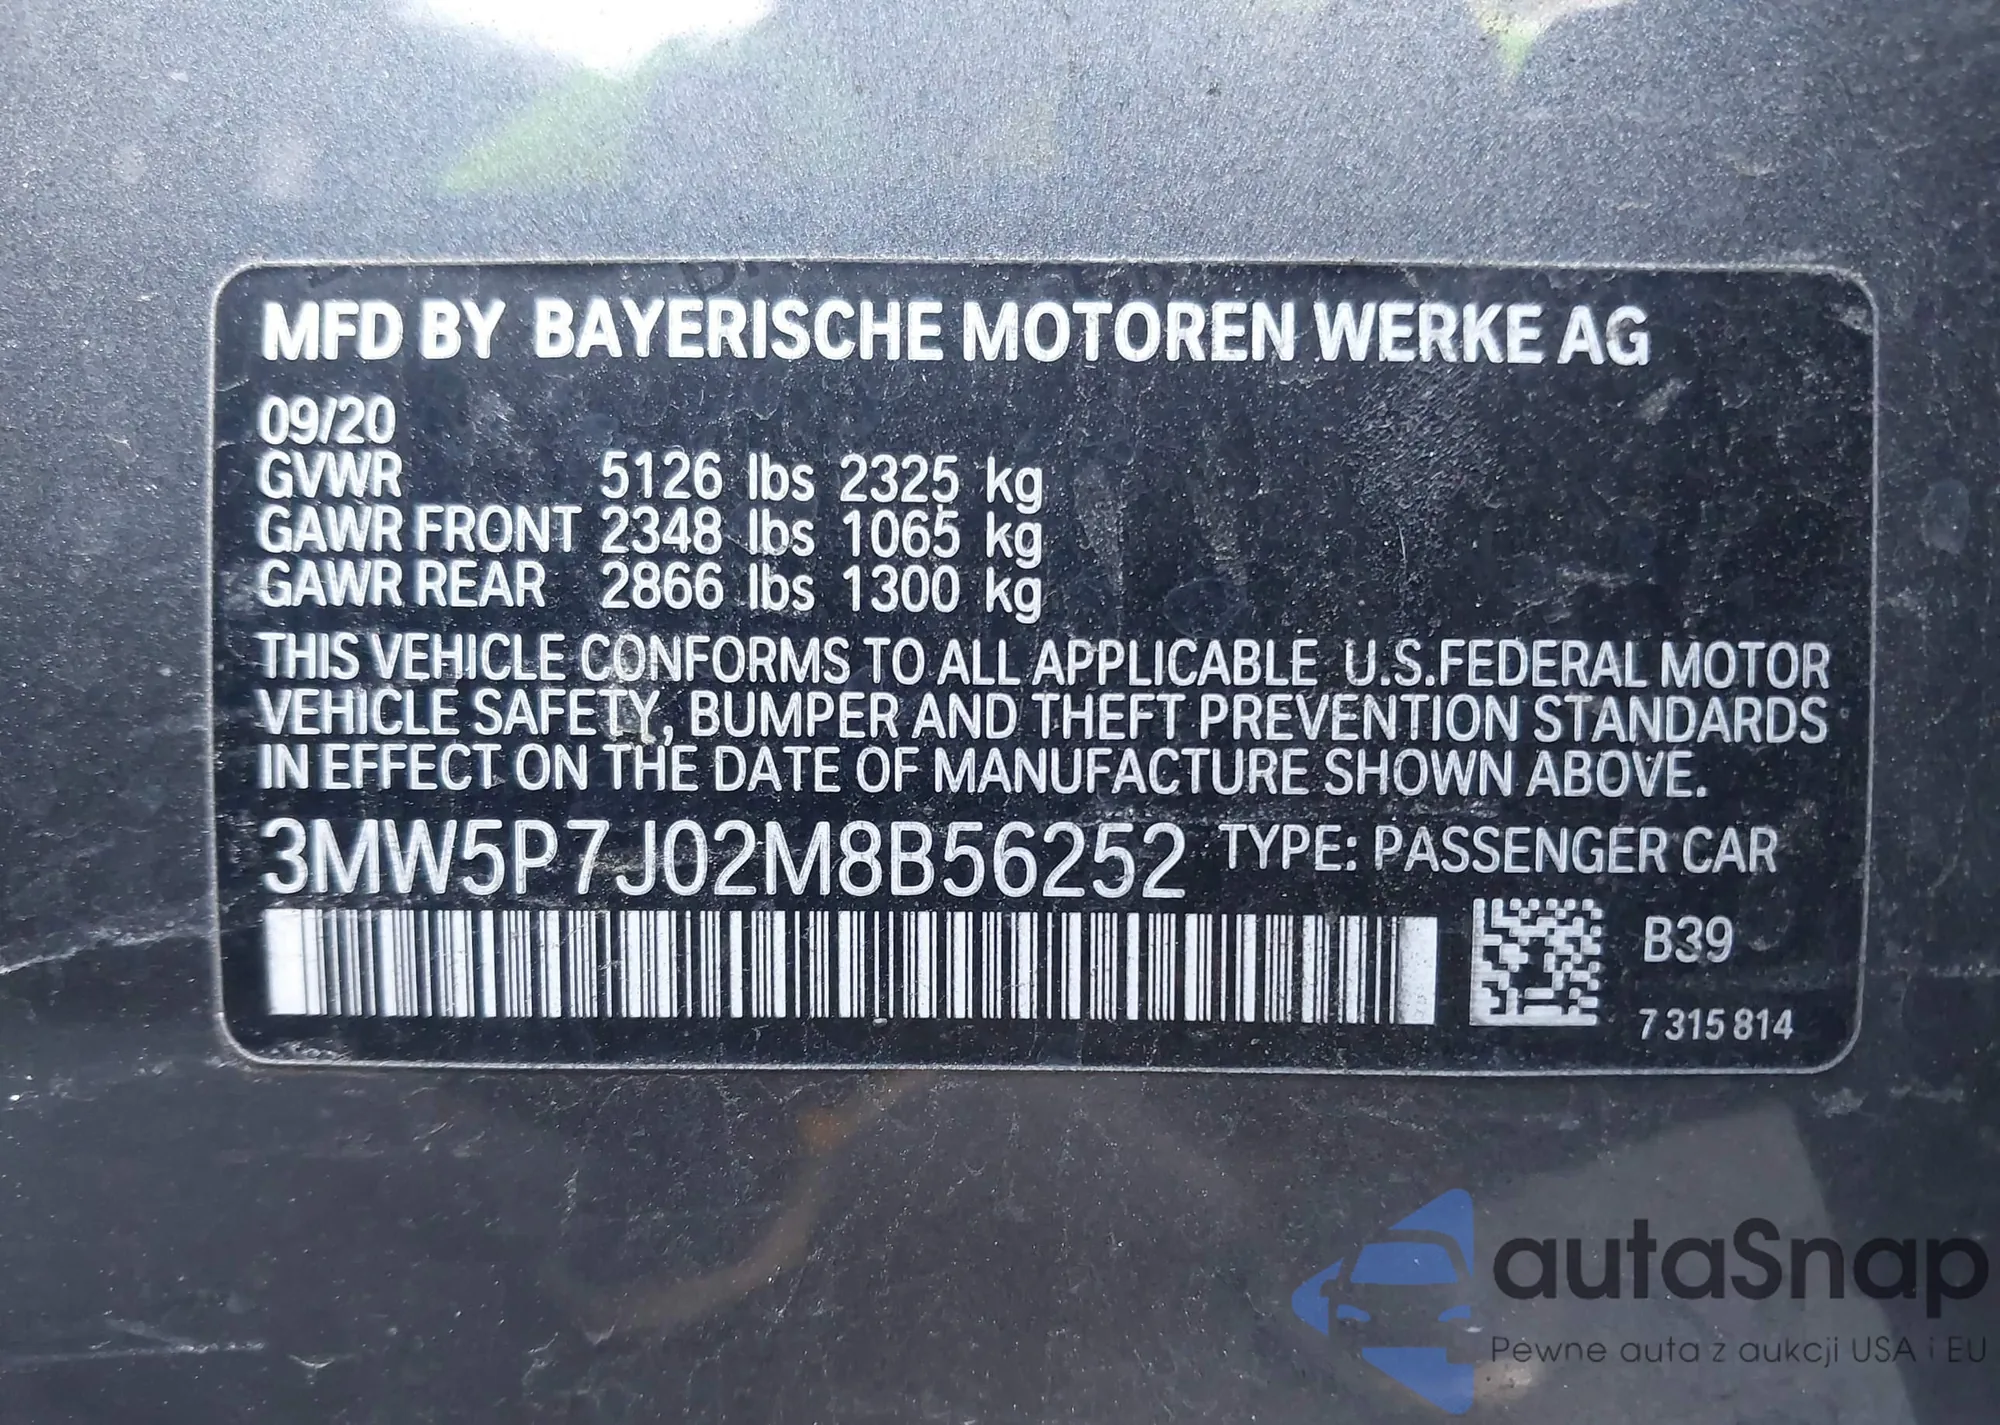 MFD BY BAYERISCHE MOTOREN WERKE AG
09/20
GVWR 5126 lbs 2325 kg
GAWR FRONT 2348 lbs 1065 kg
GAWR REAR 2866 lbs 1300 kg
THIS VEHICLE CONFORMS TO ALL APPLICABLE U.S.FEDERAL MOTOR
VEHICLE SAFETY, BUMPER AND THEFT PREVENTION STANDARDS
IN EFFECT ON THE DATE OF MANUFACTURE SHOWN ABOVE.
3MW5P7J02M8B56252 TYPE: PASSENGER CAR
B39
7 315 814
autaSnap
Pewne auta z aukcji USA i EU